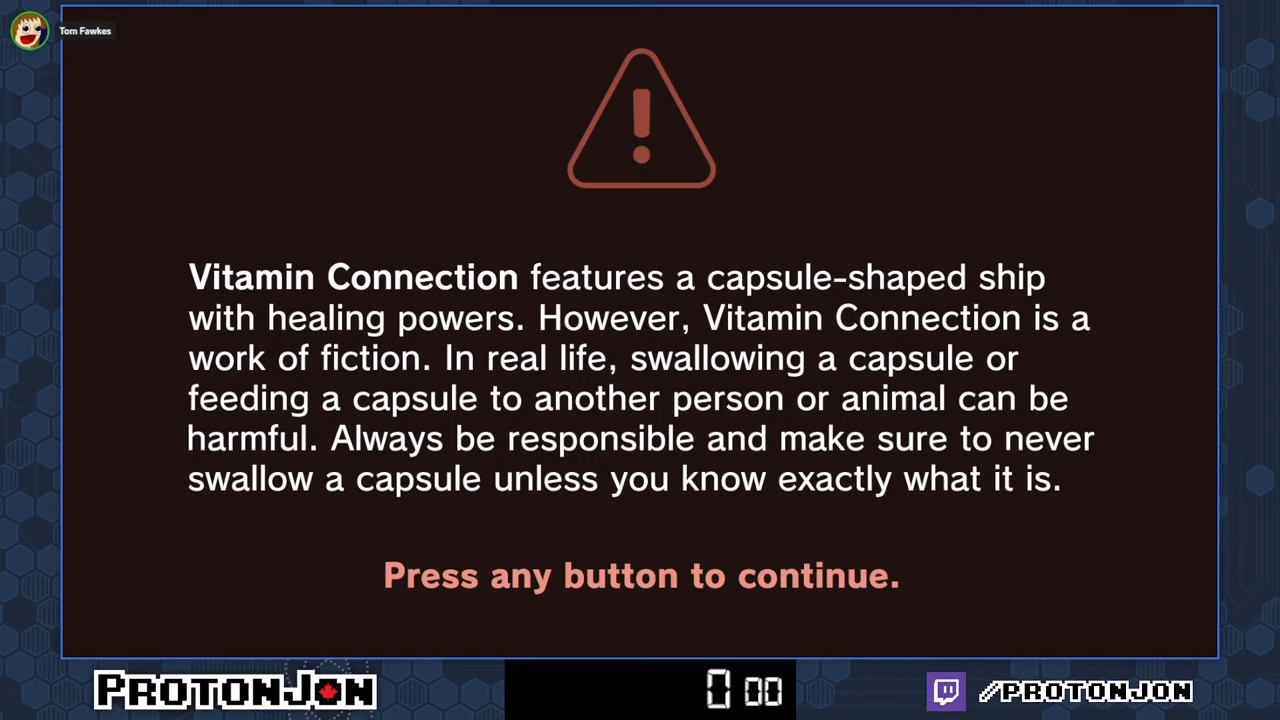 Tom Fawkes
Vitamin Connection features a capsule-shaped ship
with healing powers. However, Vitamin Connection is a
work of fiction. In real life, swallowing a capsule or
feeding a capsule to another person or animal can be
harmful. Always be responsible and make sure to never
swallow a capsule unless you know exactly what it is.
Press any button to continue.
PROTONJON
0 00
/PROTONJON